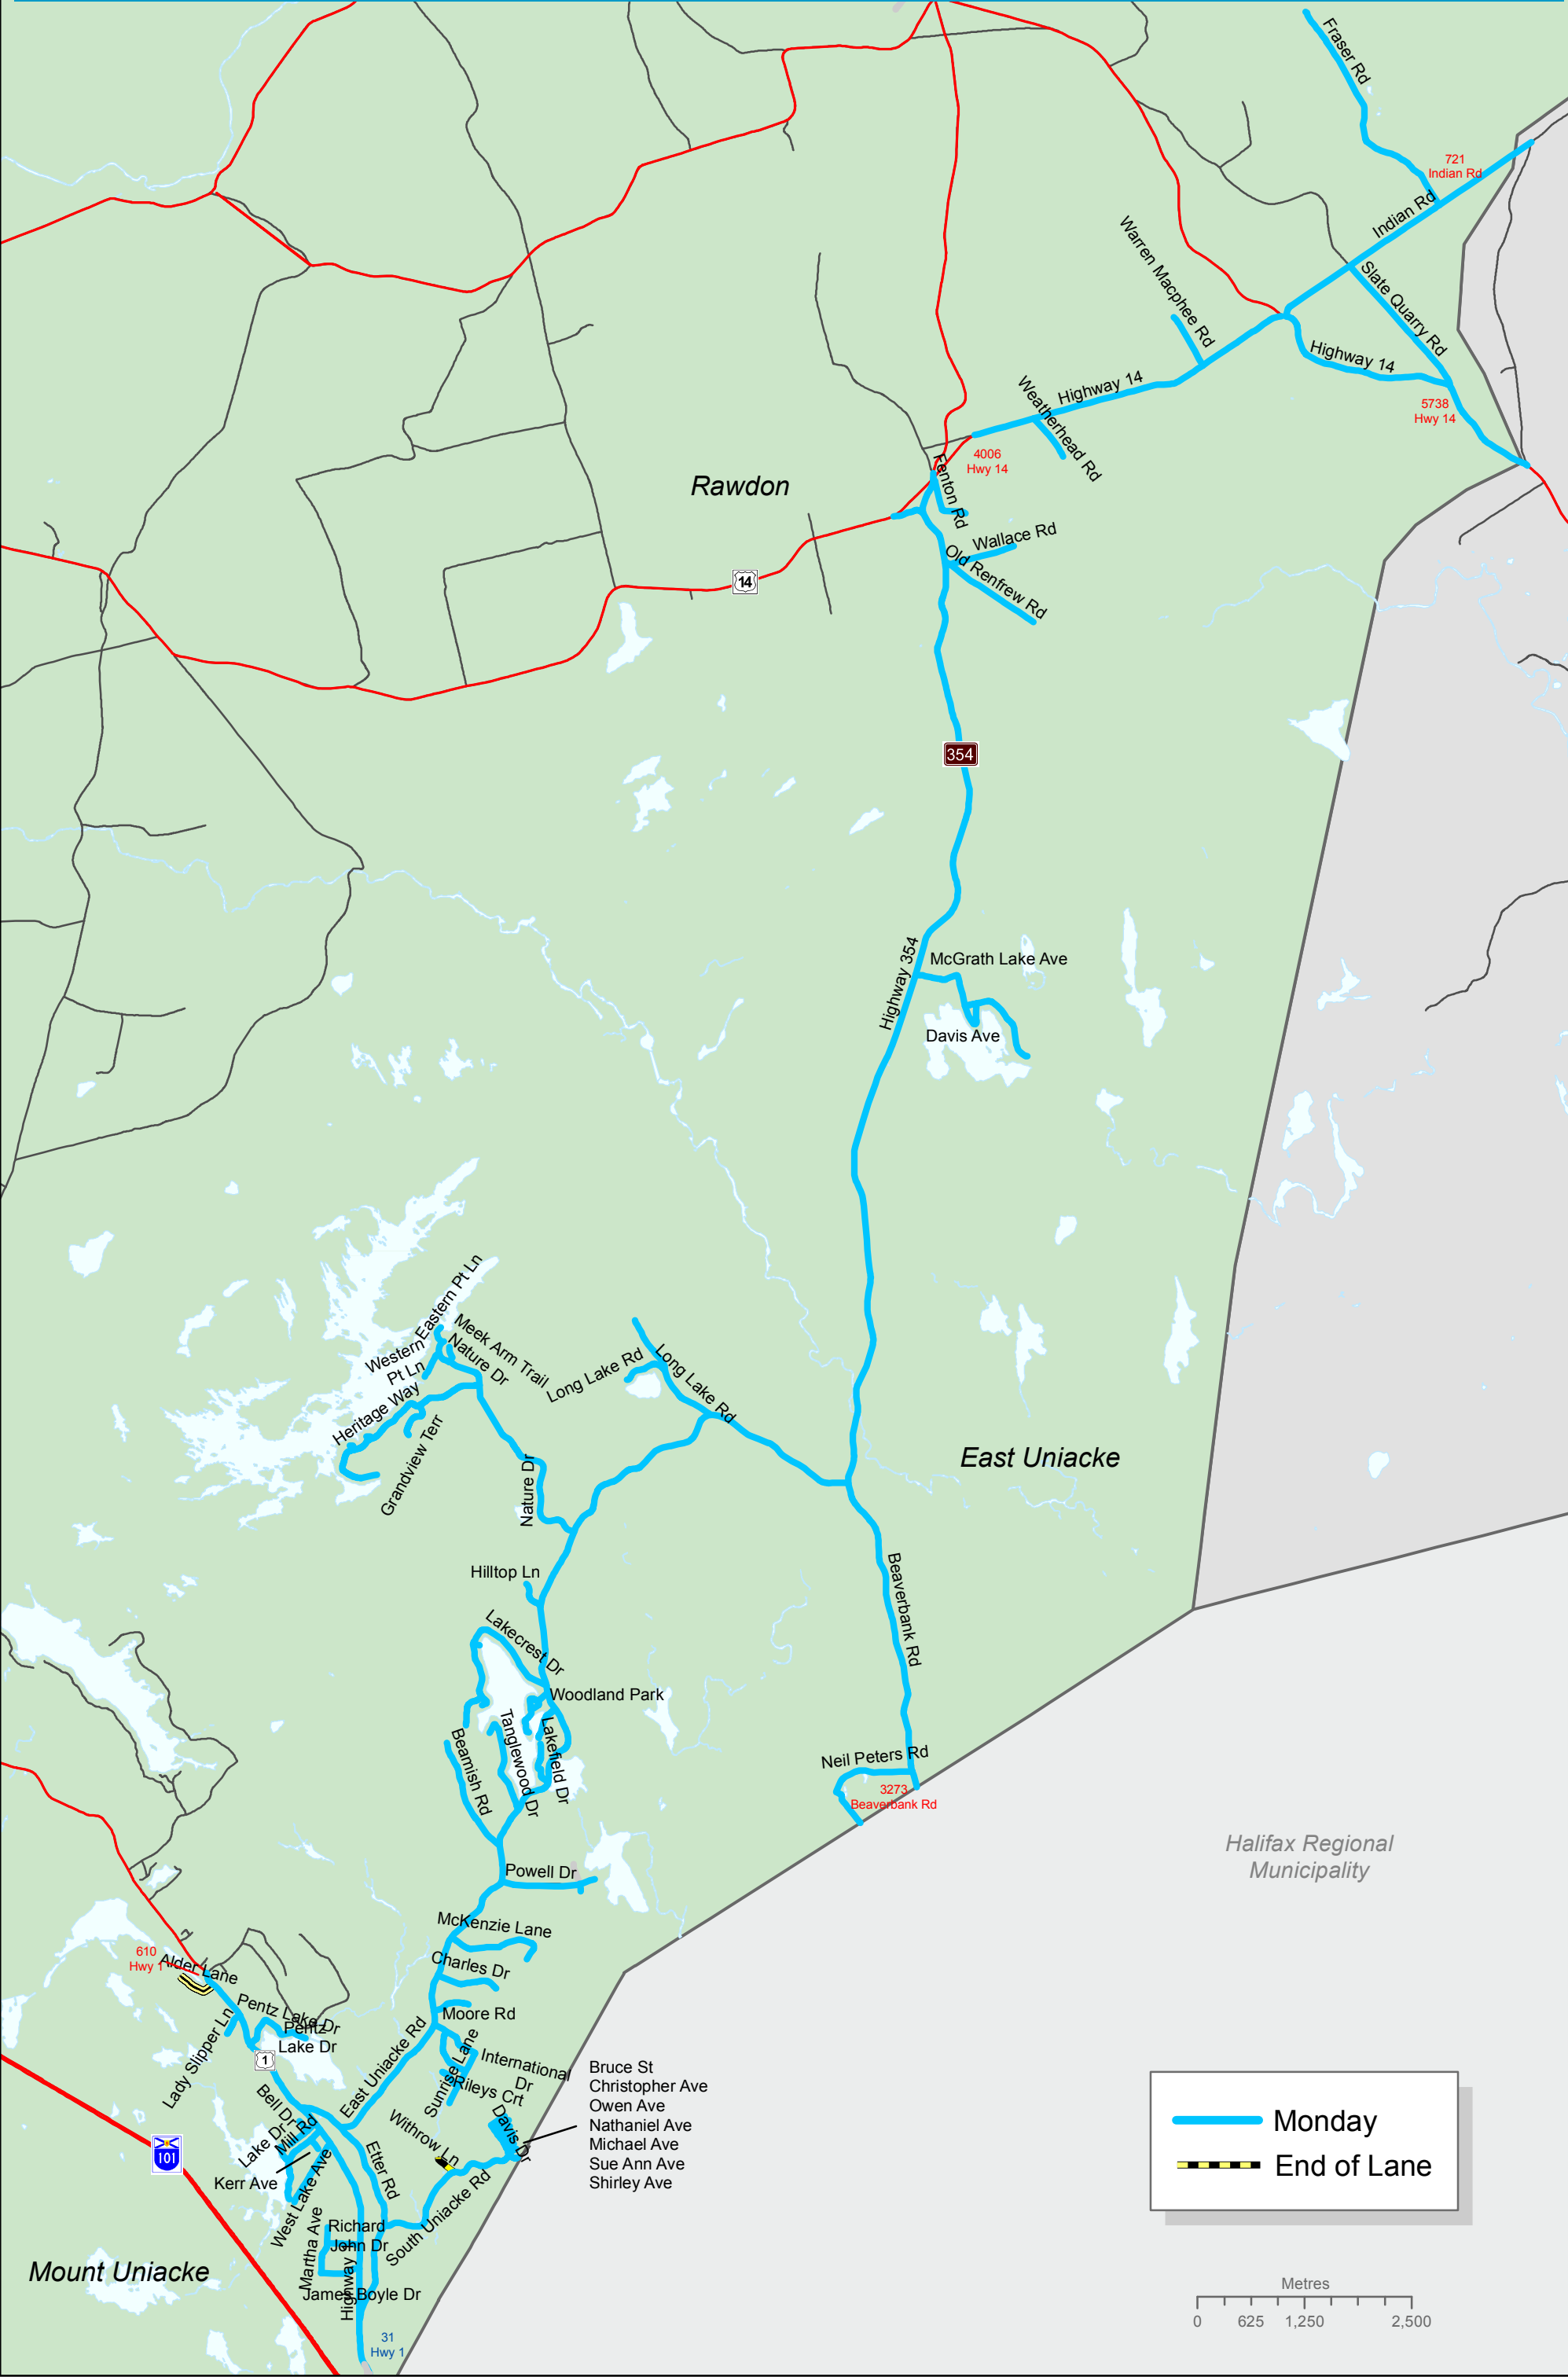 Fraser Rd
721
Indian Rd
Indian Rd
Warren Macphee Rd
Slate Quarry Rd
Highway 14
Highway 14
5738
Hwy 14
Weatherhead Rd
4006
Hwy 14
Rawdon
Fenton Rd
Wallace Rd
Old Renfrew Rd
14
354
Highway 354
McGrath Lake Ave
Davis Ave
Eastern Pt Ln
Meek Arm Trail
Western
Pt Ln
Nature Dr
Heritage Way
Grandview Terr
Long Lake Rd
Long Lake Rd
Nature Dr
East Uniacke
Hilltop Ln
Beaverbank Rd
Lakecrest Dr
Woodland Park
Tanglewood Dr
Lakefield Dr
Beamish Rd
Neil Peters Rd
3273
Beaverbank Rd
Halifax Regional
Municipality
Powell Dr
McKenzie Lane
Charles Dr
610
Hwy 1
Alder Lane
Moore Rd
Pentz Lake Dr
Pentz
Lake Dr
Lady Slipper Ln
1
East Uniacke Rd
Sunrise Lane
International
Dr
Rileys Crt
Bell Dr
Lake Dr
Mill Rd
Withrow Ln
Davis Dr
Bruce St
Christopher Ave
Owen Ave
Nathaniel Ave
Michael Ave
Sue Ann Ave
Shirley Ave
101
Kerr Ave
West Lake Ave
Etter Rd
South Uniacke Rd
Martha Ave
Richard
John Dr
Highway 1
James Boyle Dr
Mount Uniacke
31
Hwy 1
Monday
End of Lane
Metres
0 625 1,250 2,500